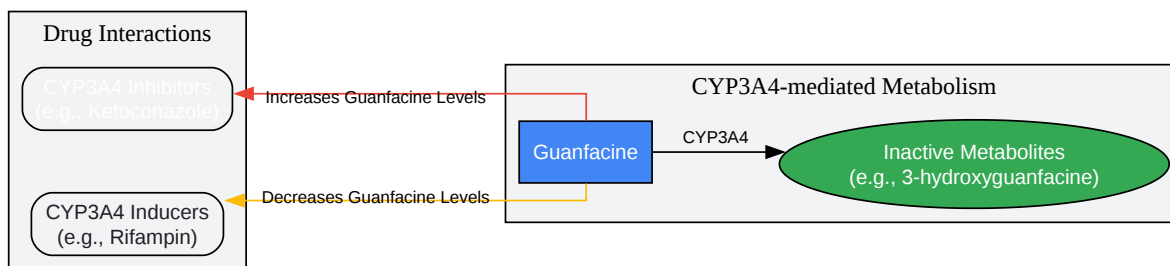 Drug Interactions
CYP3A4 Inhibitors
(e.g., Ketoconazole)
Increases Guanfacine Levels
CYP3A4 Inducers
(e.g., Rifampin)
Decreases Guanfacine Levels
CYP3A4-mediated Metabolism
Guanfacine
CYP3A4
Inactive Metabolites
(e.g., 3-hydroxyguanfacine)